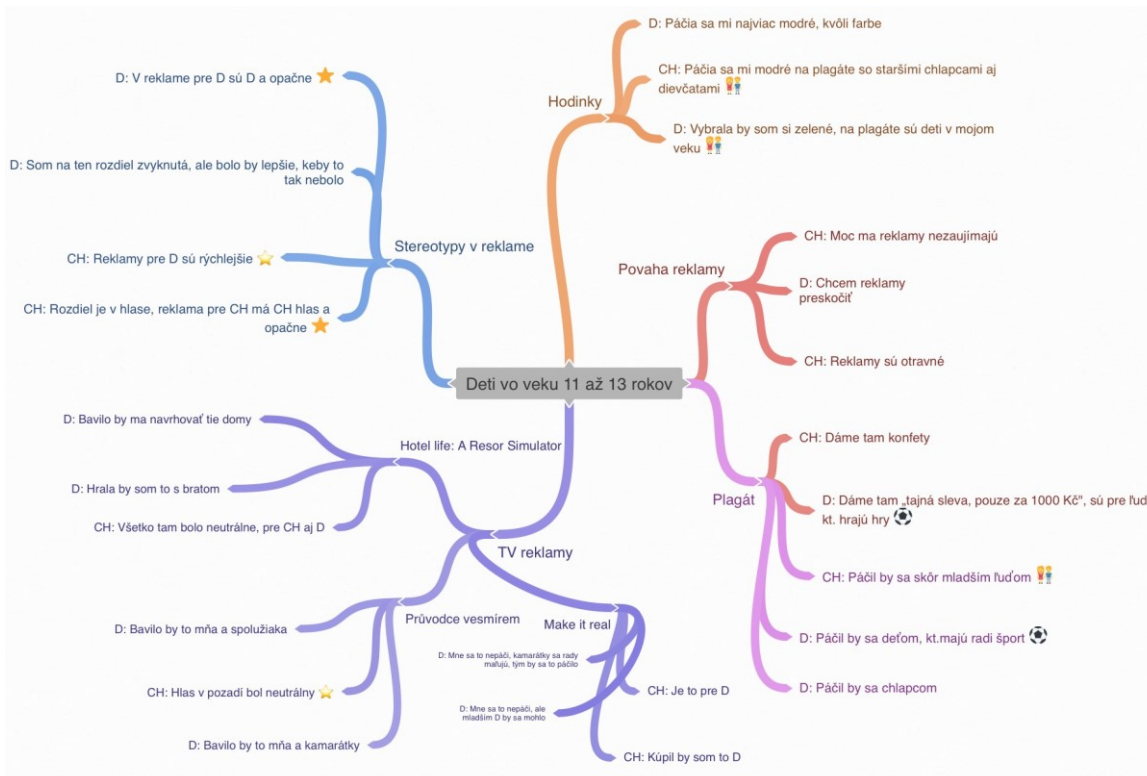 Deti vo veku 11 až 13 rokov
Hodinky
D: Páčia sa mi najviac modré, kvôli farbe
CH: Páčia sa mi modré na plagáte so staršími chlapcami aj
dievčatami
D: Vybrala by som si zelené, na plagáte sú deti v mojom
veku
Povaha reklamy
CH: Moc ma reklamy nezaujímajú
D: Chcem reklamy
preskočiť
CH: Reklamy sú otravné
Plagát
CH: Dáme tam konfety
D: Dáme tam „tajná sleva, pouze za 1000 Kč", sú pre ľud
kt. hrajú hry
CH: Páčil by sa skôr mladším ľuďom
D: Páčil by sa deťom, kt.majú radi šport
D: Páčil by sa chlapcom
Stereotypy v reklame
D: V reklame pre D sú D a opačne
D: Som na ten rozdiel zvyknutá, ale bolo by lepšie, keby to
tak nebolo
CH: Reklamy pre D sú rýchlejšie
CH: Rozdiel je v hlase, reklama pre CH má CH hlas a
opačne
TV reklamy
Hotel life: A Resor Simulator
D: Bavilo by ma navrhovať tie domy
D: Hrala by som to s bratom
CH: Všetko tam bolo neutrálne, pre CH aj D
Průvodce vesmírem
D: Bavilo by to mňa a spolužiaka
CH: Hlas v pozadí bol neutrálny
D: Bavilo by to mňa a kamarátky
Make it real
D: Mne sa to nepáči, kamarátky sa rady
maľujú, tým by sa to páčilo
CH: Je to pre D
D: Mne sa to nepáči, ale
mladším D by sa mohlo
CH: Kúpil by som to D